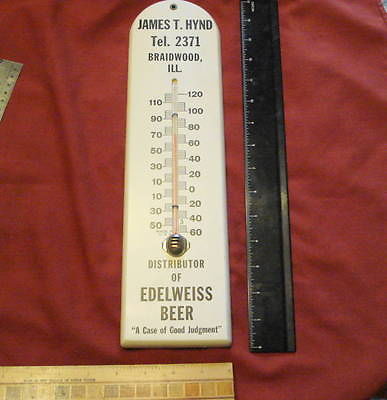 JAMES T. HYND
Tel. 2371
BRAIDWOOD,
ILL.
120
110
100
90
80
70
60
50
40
30
20
10
0
10
20
30
40
50
60
DISTRIBUTOR
OF
EDELWEISS
BEER
"A Case of Good Judgment"